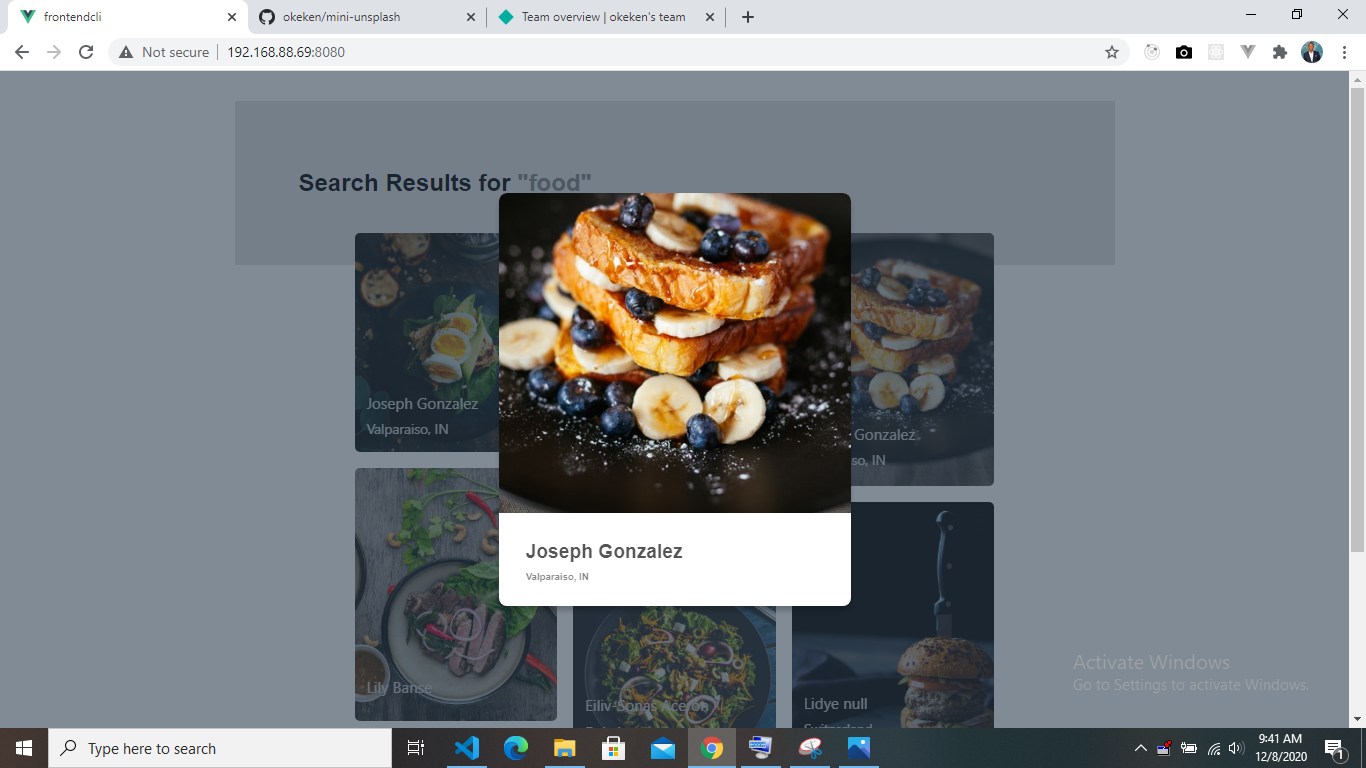 frontendcli
okeken/mini-unsplash
Team overview | okeken's team
Not secure
192.168.88.69:8080
Search Results for "food"
Joseph Gonzalez
Valparaiso, IN
Gonzalez
so, IN
Joseph Gonzalez
Valparaiso, IN
Lily Banse
Eiliv-Sonas Aceron
Lidye null
Switzerland
Activate Windows
Go to Settings to activate Windows.
Type here to search
9:41 AM
12/8/2020
1